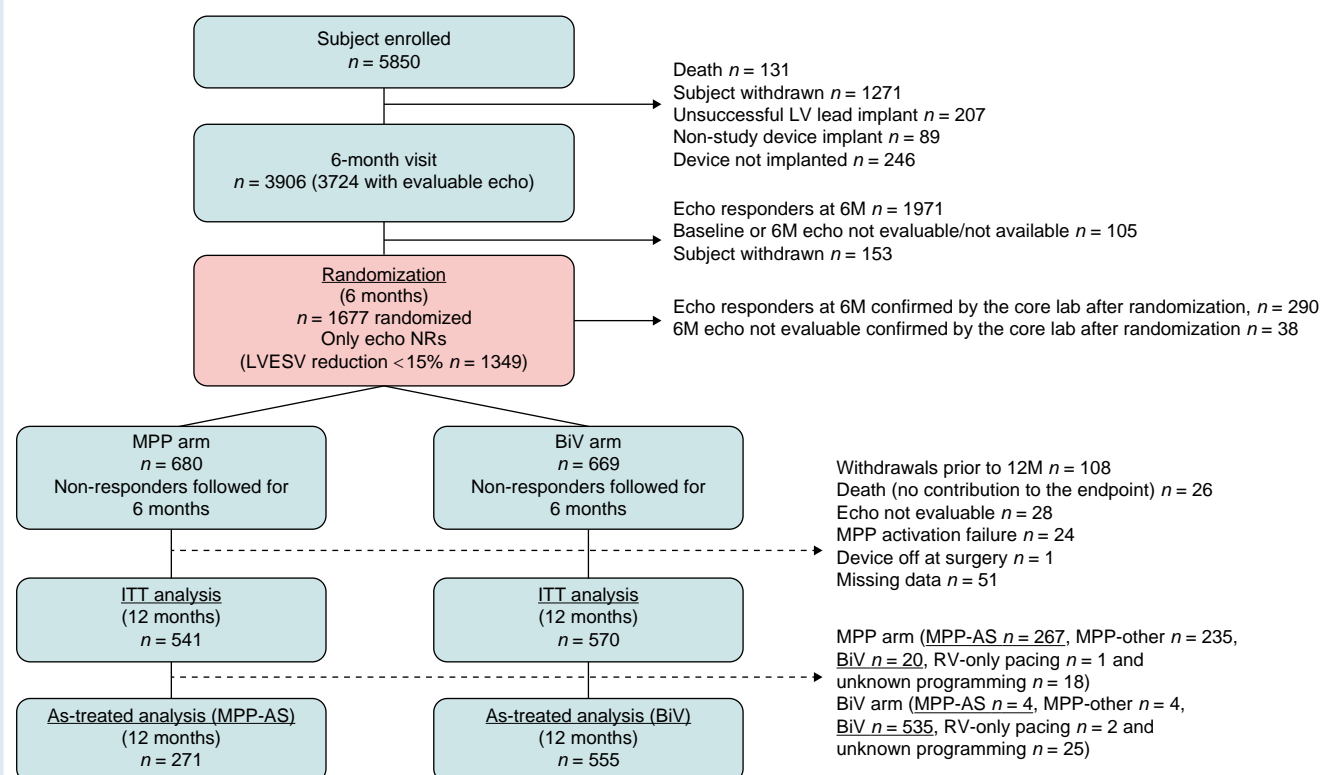 Subject enrolled
n = 5850
Death n = 131
Subject withdrawn n = 1271
Unsuccessful LV lead implant n = 207
Non-study device implant n = 89
Device not implanted n = 246
6-month visit
n = 3906 (3724 with evaluable echo)
Echo responders at 6M n = 1971
Baseline or 6M echo not evaluable/not available n = 105
Subject withdrawn n = 153
Randomization
(6 months)
n = 1677 randomized
Only echo NRs
(LVESV reduction <15% n = 1349)
Echo responders at 6M confirmed by the core lab after randomization, n = 290
6M echo not evaluable confirmed by the core lab after randomization n = 38
MPP arm
n = 680
Non-responders followed for
6 months
BiV arm
n = 669
Non-responders followed for
6 months
Withdrawals prior to 12M n = 108
Death (no contribution to the endpoint) n = 26
Echo not evaluable n = 28
MPP activation failure n = 24
Device off at surgery n = 1
Missing data n = 51
ITT analysis
(12 months)
n = 541
ITT analysis
(12 months)
n = 570
MPP arm (MPP-AS n = 267, MPP-other n = 235,
BiV n = 20, RV-only pacing n = 1 and
unknown programming n = 18)
BiV arm (MPP-AS n = 4, MPP-other n = 4,
BiV n = 535, RV-only pacing n = 2 and
unknown programming n = 25)
As-treated analysis (MPP-AS)
(12 months)
n = 271
As-treated analysis (BiV)
(12 months)
n = 555